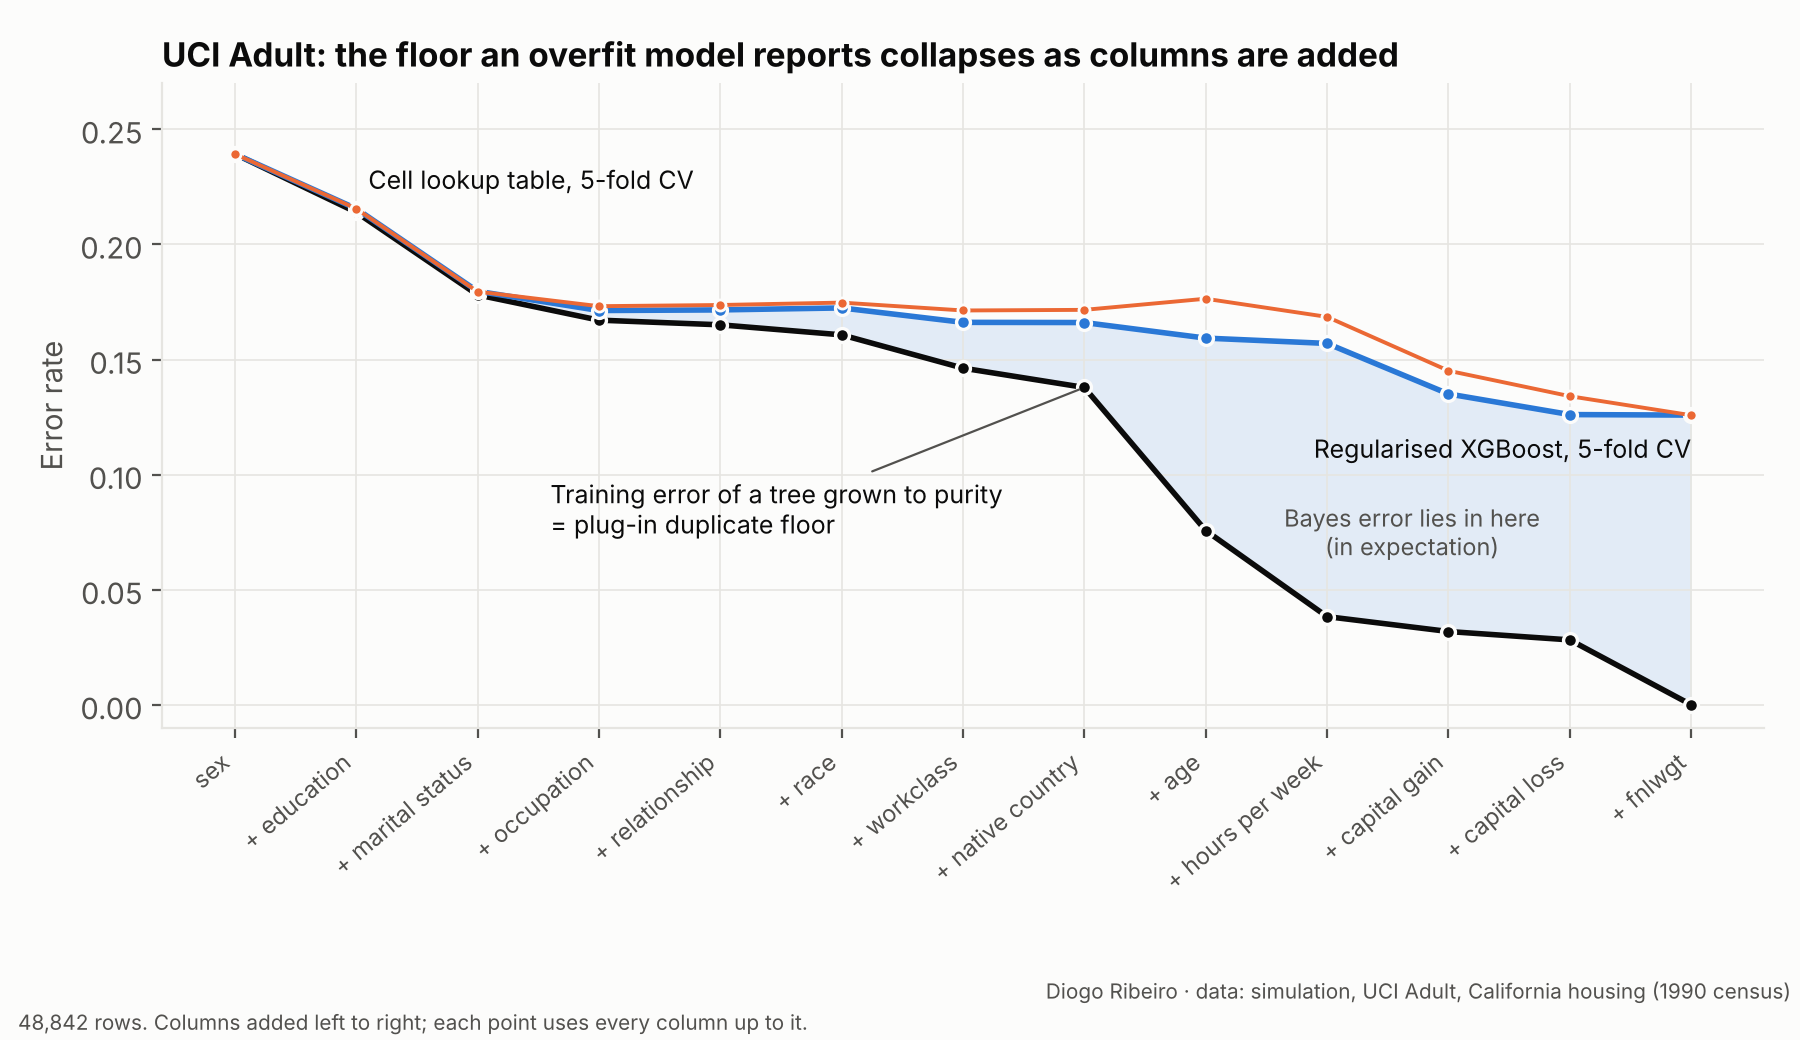 UCI Adult: the floor an overfit model reports collapses as columns are added
Error rate
0.25
0.20
0.15
0.10
0.05
0.00
Cell lookup table, 5-fold CV
Regularised XGBoost, 5-fold CV
Training error of a tree grown to purity
= plug-in duplicate floor
Bayes error lies in here
(in expectation)
sex
+ education
+ marital status
+ occupation
+ relationship
+ race
+ workclass
+ native country
+ age
+ hours per week
+ capital gain
+ capital loss
+ fnlwgt
Diogo Ribeiro · data: simulation, UCI Adult, California housing (1990 census)
48,842 rows. Columns added left to right; each point uses every column up to it.